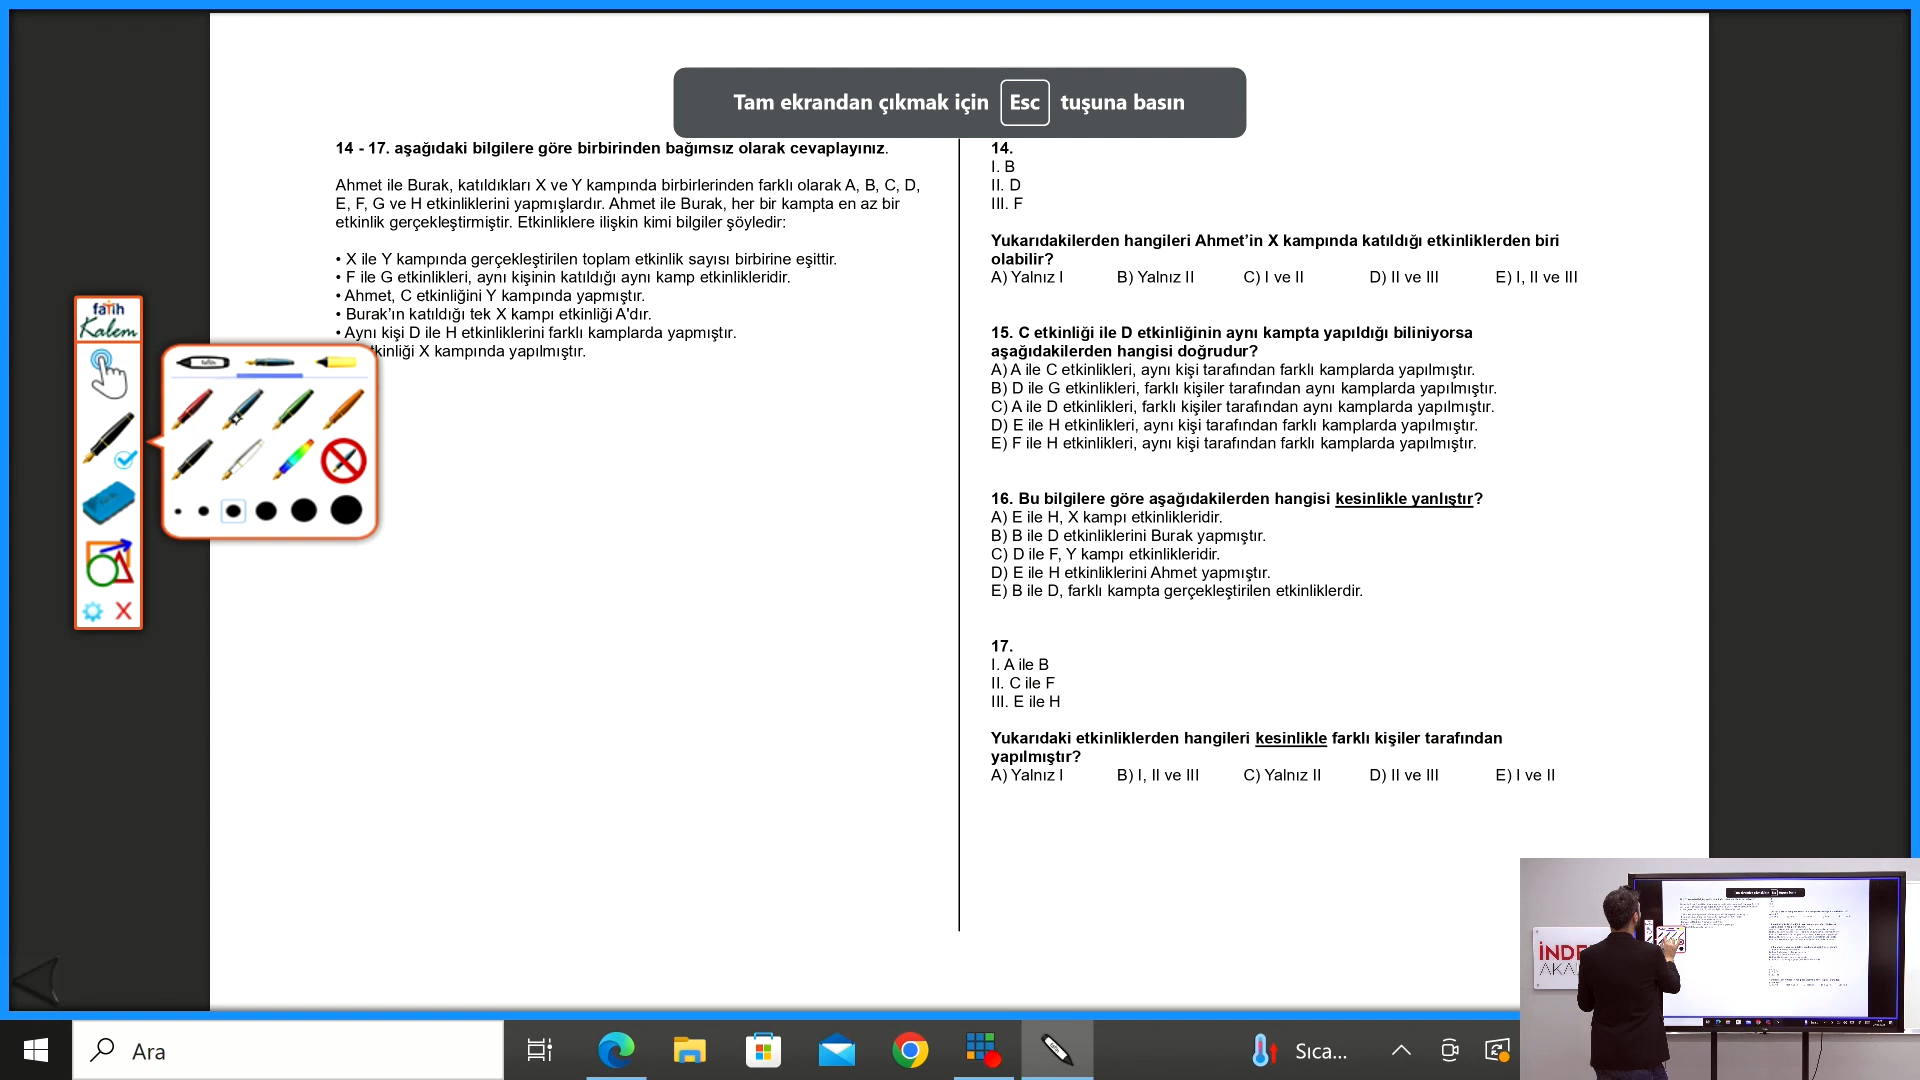 Tam ekrandan çıkmak için Esc tuşuna basın
14 - 17. aşağıdaki bilgilere göre birbirinden bağımsız olarak cevaplayınız.
Ahmet ile Burak, katıldıkları X ve Y kampında birbirlerinden farklı olarak A, B, C, D,
E, F, G ve H etkinliklerini yapmışlardır. Ahmet ile Burak, her bir kampta en az bir
etkinlik gerçekleştirmiştir. Etkinliklere ilişkin kimi bilgiler şöyledir:
• X ile Y kampında gerçekleştirilen toplam etkinlik sayısı birbirine eşittir.
• F ile G etkinlikleri, aynı kişinin katıldığı aynı kamp etkinlikleridir.
• Ahmet, C etkinliğini Y kampında yapmıştır.
• Burak’ın katıldığı tek X kampı etkinliği A'dır.
• Aynı kişi D ile H etkinliklerini farklı kamplarda yapmıştır.
X kampında yapılmıştır.
fatih
Kalem
14.
I. B
II. D
III. F
Yukarıdakilerden hangileri Ahmet’in X kampında katıldığı etkinliklerden biri
olabilir?
A) Yalnız I B) Yalnız II C) I ve II D) II ve III E) I, II ve III
15. C etkinliği ile D etkinliğinin aynı kampta yapıldığı biliniyorsa
aşağıdakilerden hangisi doğrudur?
A) A ile C etkinlikleri, aynı kişi tarafından farklı kamplarda yapılmıştır.
B) D ile G etkinlikleri, farklı kişiler tarafından aynı kamplarda yapılmıştır.
C) A ile D etkinlikleri, farklı kişiler tarafından aynı kamplarda yapılmıştır.
D) E ile H etkinlikleri, aynı kişi tarafından farklı kamplarda yapılmıştır.
E) F ile H etkinlikleri, aynı kişi tarafından farklı kamplarda yapılmıştır.
16. Bu bilgilere göre aşağıdakilerden hangisi kesinlikle yanlıştır?
A) E ile H, X kampı etkinlikleridir.
B) B ile D etkinliklerini Burak yapmıştır.
C) D ile F, Y kampı etkinlikleridir.
D) E ile H etkinliklerini Ahmet yapmıştır.
E) B ile D, farklı kampta gerçekleştirilen etkinliklerdir.
17.
I. A ile B
II. C ile F
III. E ile H
Yukarıdaki etkinliklerden hangileri kesinlikle farklı kişiler tarafından
yapılmıştır?
A) Yalnız I B) I, II ve III C) Yalnız II D) II ve III E) I ve II
Ara
Sıca...